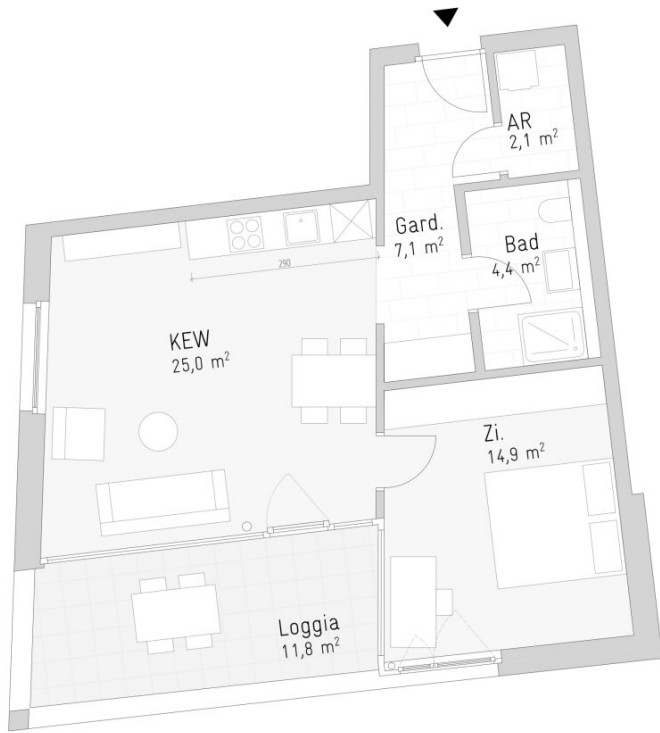 AR
2,1 m²
Gard.
7,1 m²
Bad
4,4 m²
290
KEW
25,0 m²
Zi.
14,9 m²
Loggia
11,8 m²